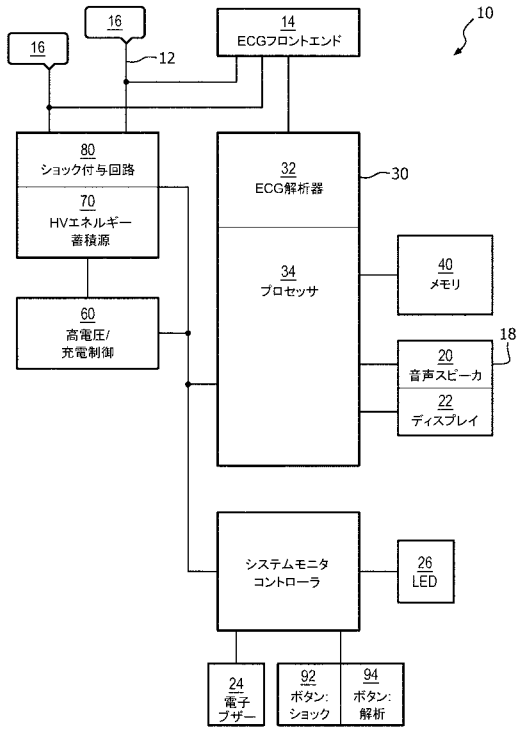 10
16
16
12
14
ECGフロントエンド
80
ショック付与回路
70
HVエネルギー
蓄積源
60
高電圧/
充電制御
32
ECG解析器
30
34
プロセッサ
40
メモリ
18
20
音声スピーカ
22
ディスプレイ
システムモニタ
コントローラ
26
LED
24
電子
ブザー
92
ボタン:
ショック
94
ボタン:
解析